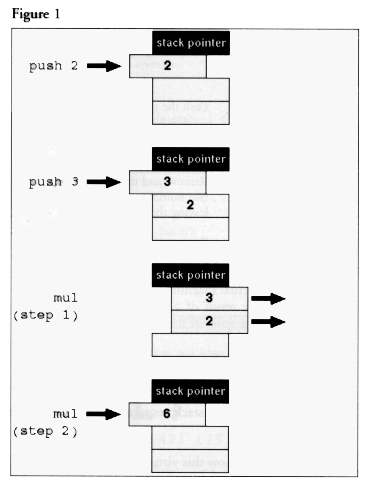 Figure 1
stack pointer
push 2
2
stack pointer
push 3
3
2
stack pointer
mul
3
(step 1)
2
stack pointer
mul
6
(step 2)